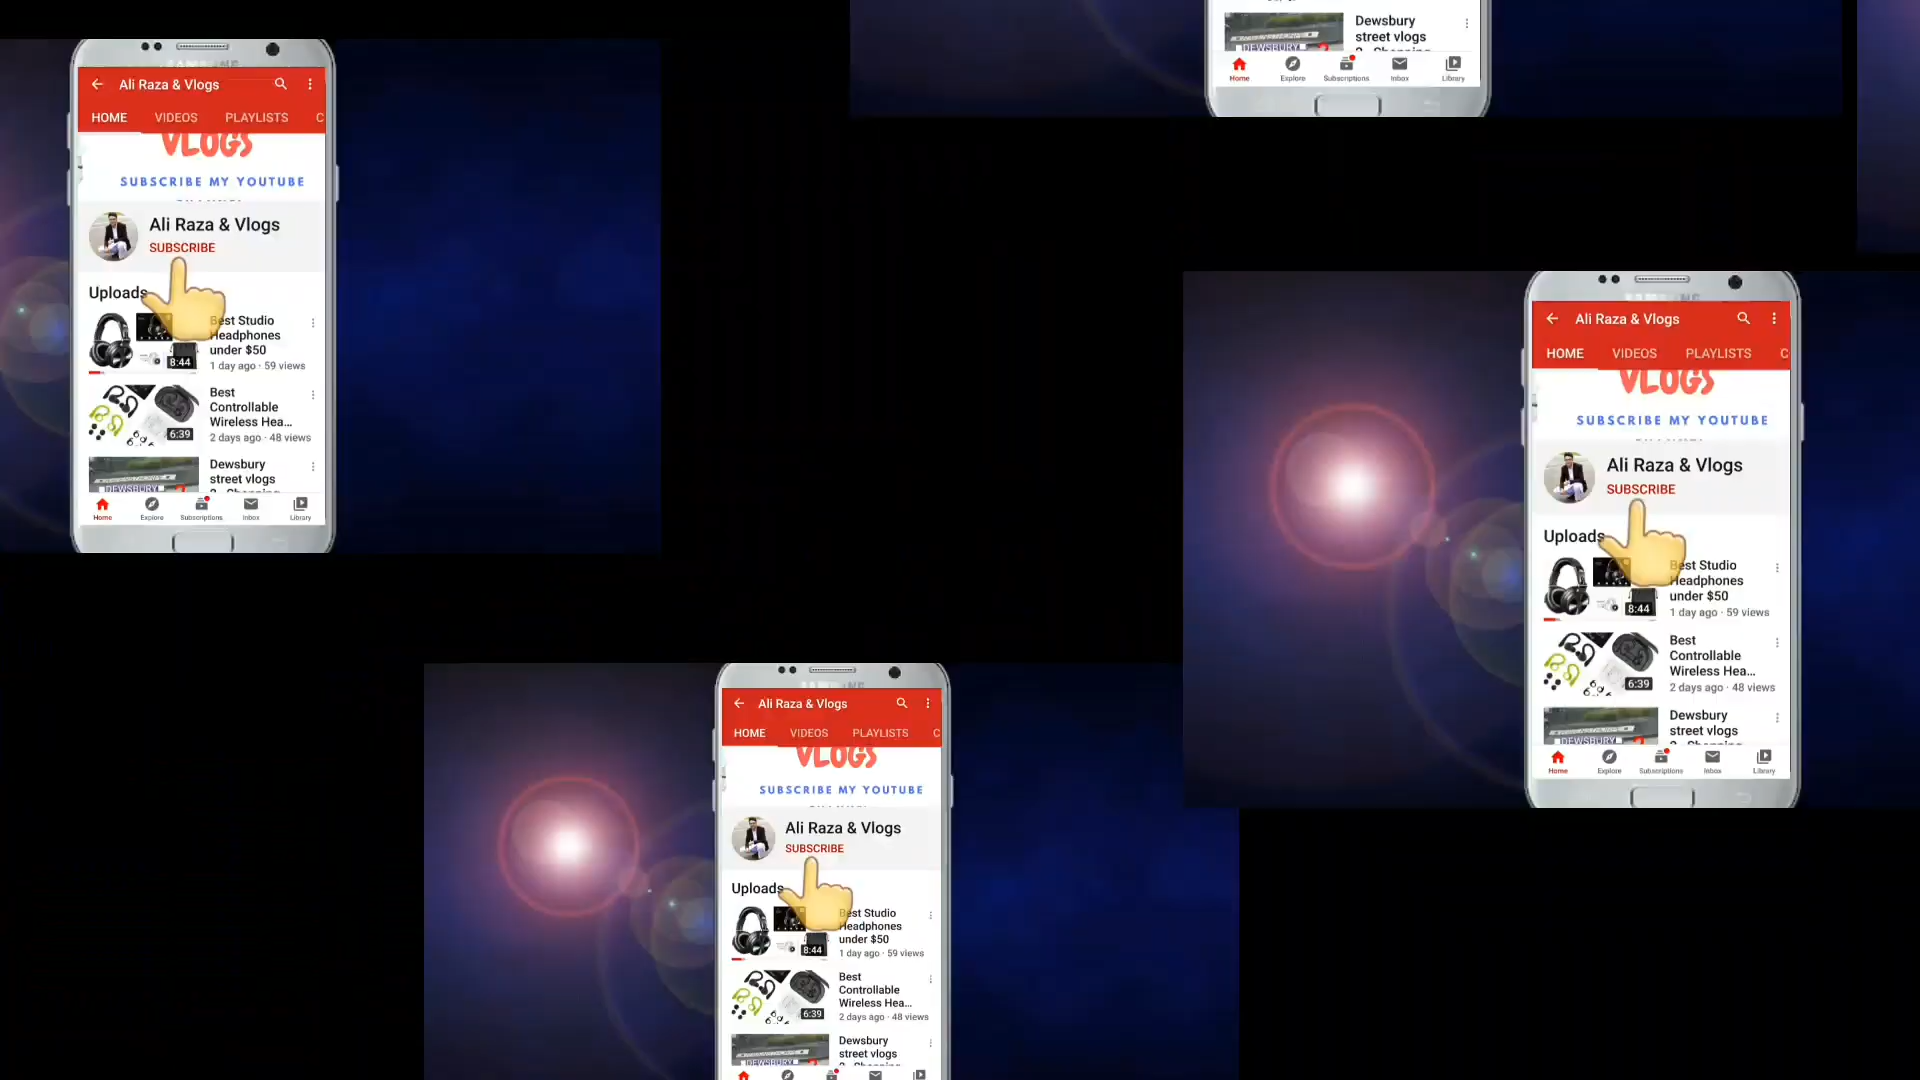 Dewsbury
street vlogs
DEWSBURY
Home Explore Subscriptions Inbox Library
Ali Raza & Vlogs
HOME VIDEOS PLAYLISTS C
VLOGS
SUBSCRIBE MY YOUTUBE
Ali Raza & Vlogs
SUBSCRIBE
Uploads
Best Studio
Headphones
under $50
8:44
1 day ago · 59 views
Best
Controllable
Wireless Hea...
6:39
2 days ago · 48 views
Dewsbury
street vlogs
DEWSBURY
Home Explore Subscriptions Inbox Library
Ali Raza & Vlogs
HOME VIDEOS PLAYLISTS C
VLOGS
SUBSCRIBE MY YOUTUBE
Ali Raza & Vlogs
SUBSCRIBE
Uploads
Best Studio
Headphones
under $50
8:44
1 day ago · 59 views
Best
Controllable
Wireless Hea...
6:39
2 days ago · 48 views
Dewsbury
street vlogs
DEWSBURY
Home Explore Subscriptions Inbox Library
Ali Raza & Vlogs
HOME VIDEOS PLAYLISTS C
VLOGS
SUBSCRIBE MY YOUTUBE
Ali Raza & Vlogs
SUBSCRIBE
Uploads
Best Studio
Headphones
under $50
8:44
1 day ago · 59 views
Best
Controllable
Wireless Hea...
6:39
2 days ago · 48 views
Dewsbury
street vlogs
DEWSBURY